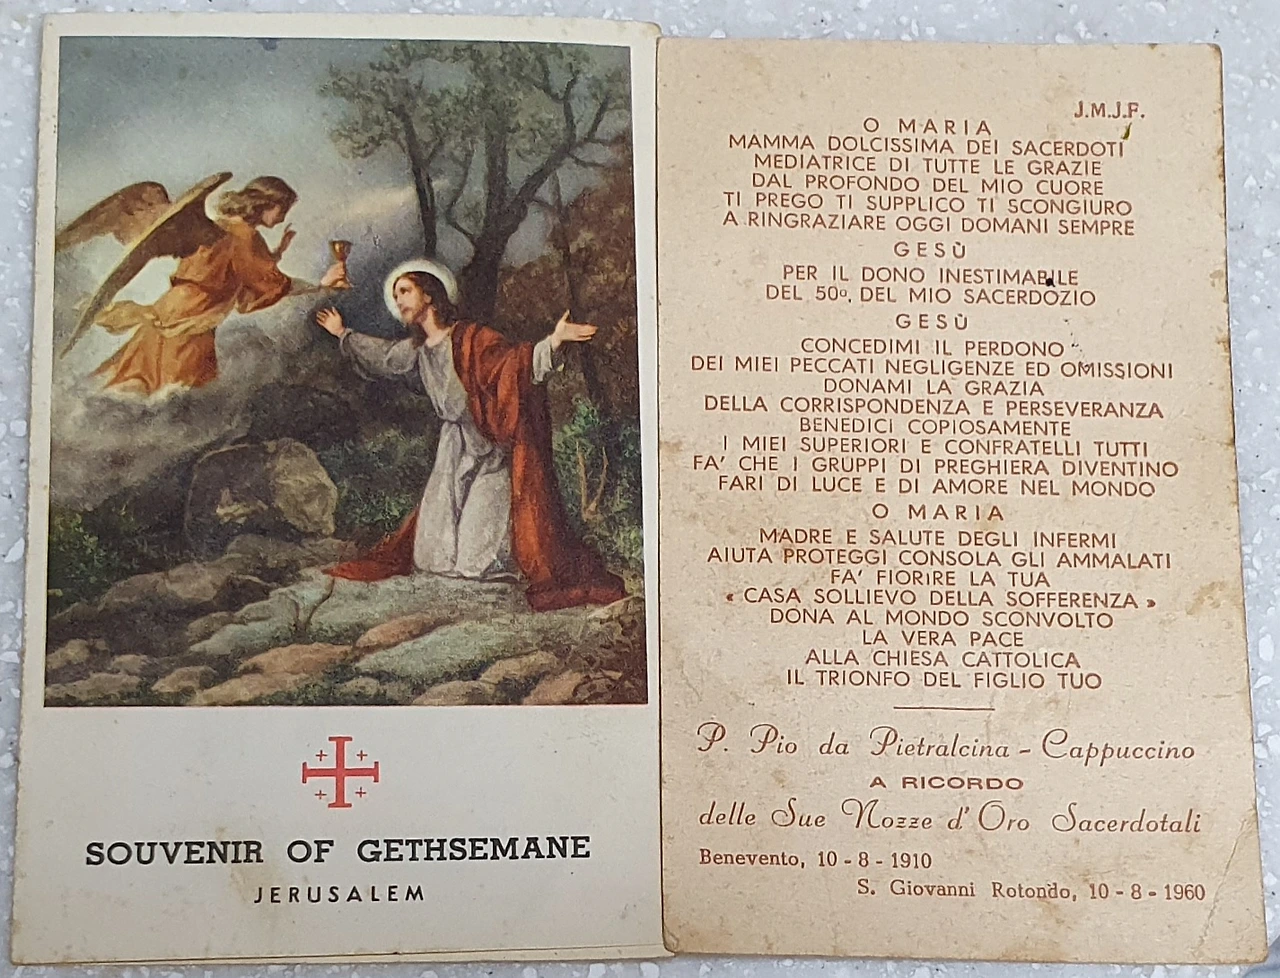 SOUVENIR OF GETHSEMANE
JERUSALEM
J.M.J.F.
O MARIA
MAMMA DOLCISSIMA DEI SACERDOTI
MEDIATRICE DI TUTTE LE GRAZIE
DAL PROFONDO DEL MIO CUORE
TI PREGO TI SUPPLICO TI SCONGIURO
A RINGRAZIARE OGGI DOMANI SEMPRE
GESÙ
PER IL DONO INESTIMABILE
DEL 50º. DEL MIO SACERDOZIO
GESÙ
CONCEDIMI IL PERDONO
DEI MIEI PECCATI NEGLIGENZE ED OMISSIONI
DONAMI LA GRAZIA
DELLA CORRISPONDENZA E PERSEVERANZA
BENEDICI COPIOSAMENTE
I MIEI SUPERIORI E CONFRATELLI TUTTI
FA' CHE I GRUPPI DI PREGHIERA DIVENTINO
FARI DI LUCE E DI AMORE NEL MONDO
O MARIA
MADRE E SALUTE DEGLI INFERMI
AIUTA PROTEGGI CONSOLA GLI AMMALATI
FA' FIORIRE LA TUA
« CASA SOLLIEVO DELLA SOFFERENZA »
DONA AL MONDO SCONVOLTO
LA VERA PACE
ALLA CHIESA CATTOLICA
IL TRIONFO DEL FIGLIO TUO
P. Pio da Pietralcina - Cappuccino
A RICORDO
delle Sue Nozze d'Oro Sacerdotali
Benevento, 10 - 8 - 1910
S. Giovanni Rotondo, 10 - 8 - 1960